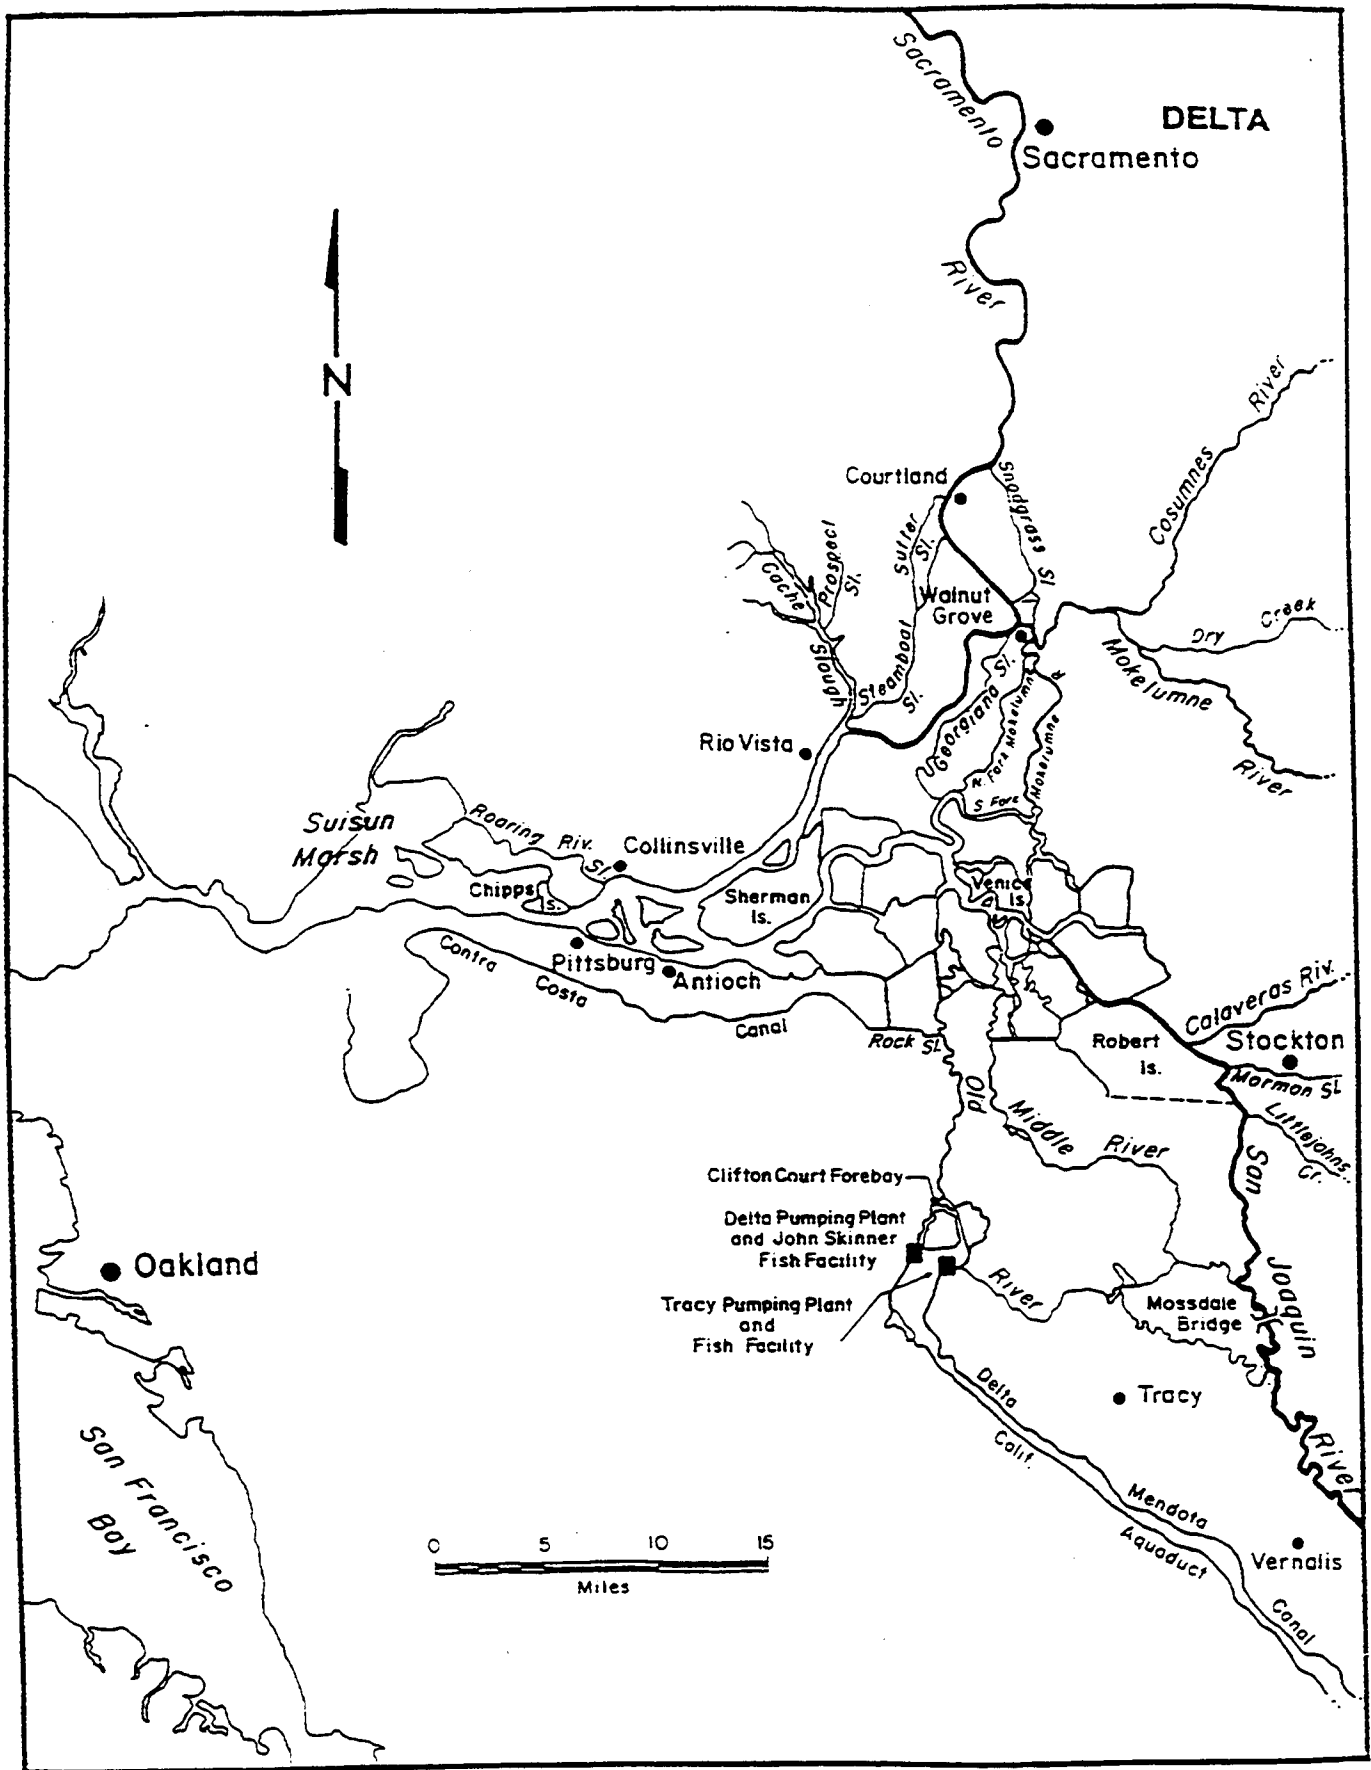 DELTA
Sacramento
River
Sacramento
N
Cosumnes
River
Courtland
Snodgrass
Sl
Sutter
Sl.
Prospect
Sl.
Cache
Slough
Walnut
Grove
Steamboat
Sl.
Georgiana Sl.
Dry Creek
Mokelumne
River
N. Fork Mokelumne
R
S Fork
Mokelumne
Rio Vista
Suisun
Marsh
Roaring Riv.
Sl.
Collinsville
Chipps
Is.
Sherman
Is.
Venice
Is.
Pittsburg
Antioch
Contra
Costa
Canal
Rock Sl.
Calaveras Riv.
Stockton
Robert
Is.
Mormon Sl.
Littlejohns
Cr.
Old
River
Middle
River
San
Joaquin
River
Clifton Court Forebay
Delta Pumping Plant
and John Skinner
Fish Facility
Tracy Pumping Plant
and
Fish Facility
Mossdale
Bridge
Oakland
Tracy
Delta
Mendota
Canal
Calif.
Aquaduct
Vernalis
San Francisco
Bay
0 5 10 15
Miles